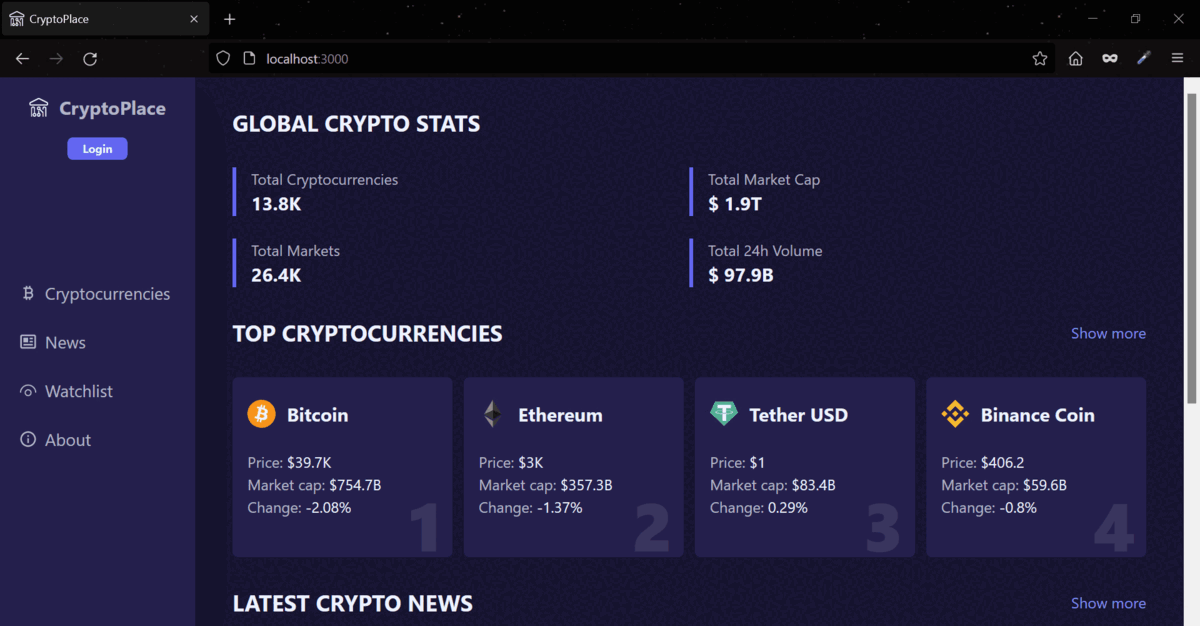 CryptoPlace
localhost:3000
CryptoPlace
Login
Cryptocurrencies
News
Watchlist
About
GLOBAL CRYPTO STATS
Total Cryptocurrencies
13.8K
Total Market Cap
$ 1.9T
Total Markets
26.4K
Total 24h Volume
$ 97.9B
TOP CRYPTOCURRENCIES
Show more
Bitcoin
Price: $39.7K
Market cap: $754.7B
Change: -2.08%
1
Ethereum
Price: $3K
Market cap: $357.3B
Change: -1.37%
2
Tether USD
Price: $1
Market cap: $83.4B
Change: 0.29%
3
Binance Coin
Price: $406.2
Market cap: $59.6B
Change: -0.8%
4
LATEST CRYPTO NEWS
Show more